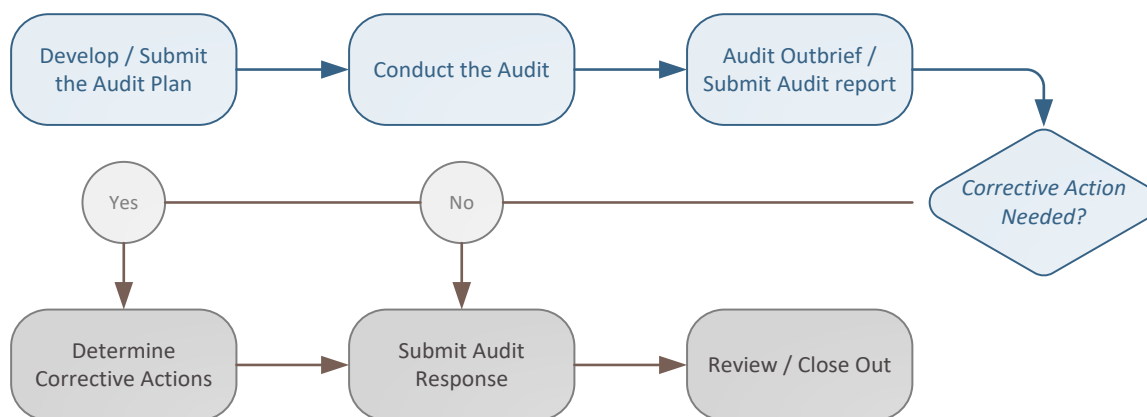 Develop / Submit
the Audit Plan
Conduct the Audit
Audit Outbrief /
Submit Audit report
Corrective Action
Needed?
Yes
No
Determine
Corrective Actions
Submit Audit
Response
Review / Close Out